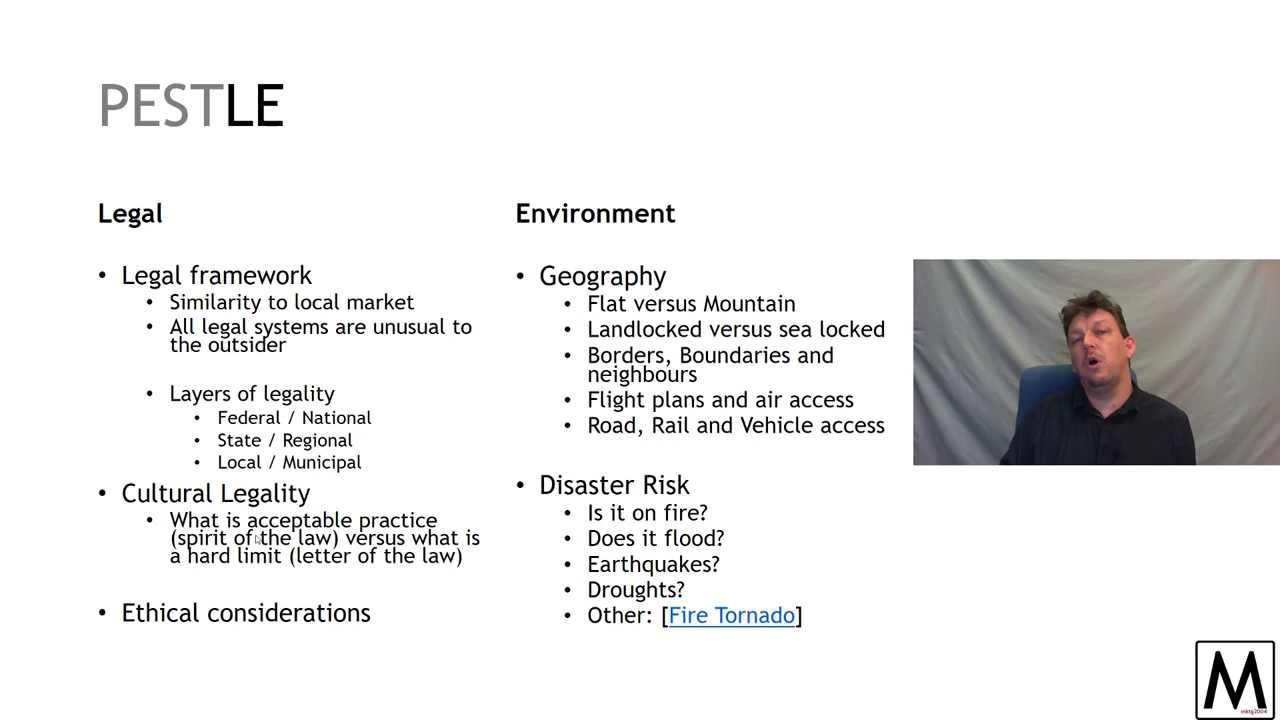 PESTLE
Legal
• Legal framework
• Similarity to local market
• All legal systems are unusual to
the outsider
• Layers of legality
• Federal / National
• State / Regional
• Local / Municipal
• Cultural Legality
• What is acceptable practice
(spirit of the law) versus what is
a hard limit (letter of the law)
• Ethical considerations
Environment
• Geography
• Flat versus Mountain
• Landlocked versus sea locked
• Borders, Boundaries and
neighbours
• Flight plans and air access
• Road, Rail and Vehicle access
• Disaster Risk
• Is it on fire?
• Does it flood?
• Earthquakes?
• Droughts?
• Other: [Fire Tornado]
M
mktg2004